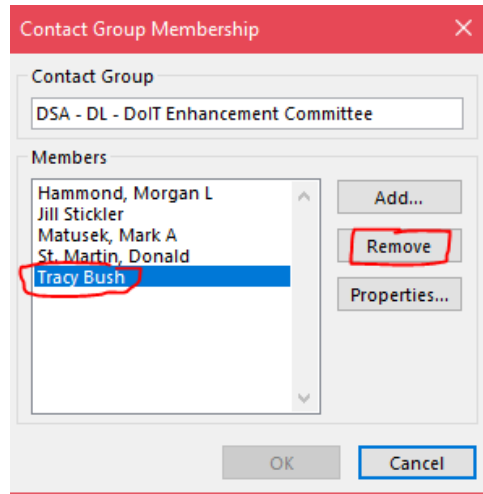 Contact Group Membership
Contact Group
DSA - DL - DoIT Enhancement Committee
Members
Hammond, Morgan L
Jill Stickler
Matusek, Mark A
St. Martin, Donald
Tracy Bush
Add...
Remove
Properties...
OK
Cancel